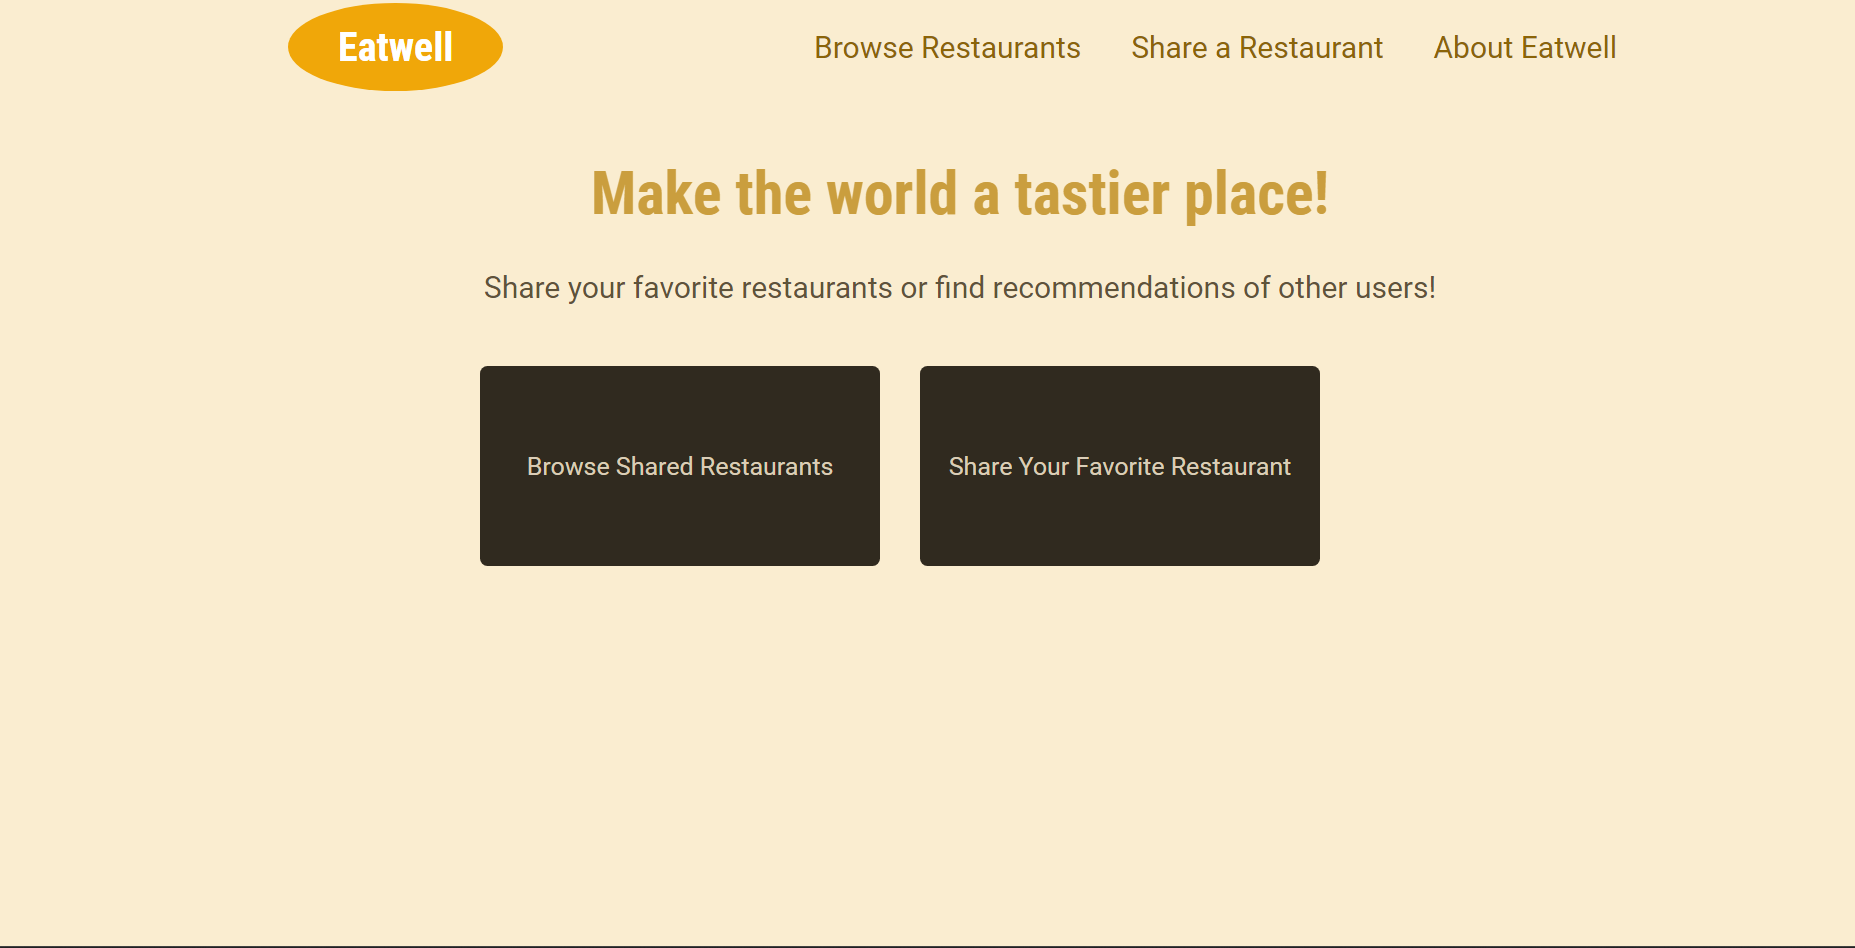 Eatwell
Browse Restaurants Share a Restaurant About Eatwell
Make the world a tastier place!
Share your favorite restaurants or find recommendations of other users!
Browse Shared Restaurants
Share Your Favorite Restaurant